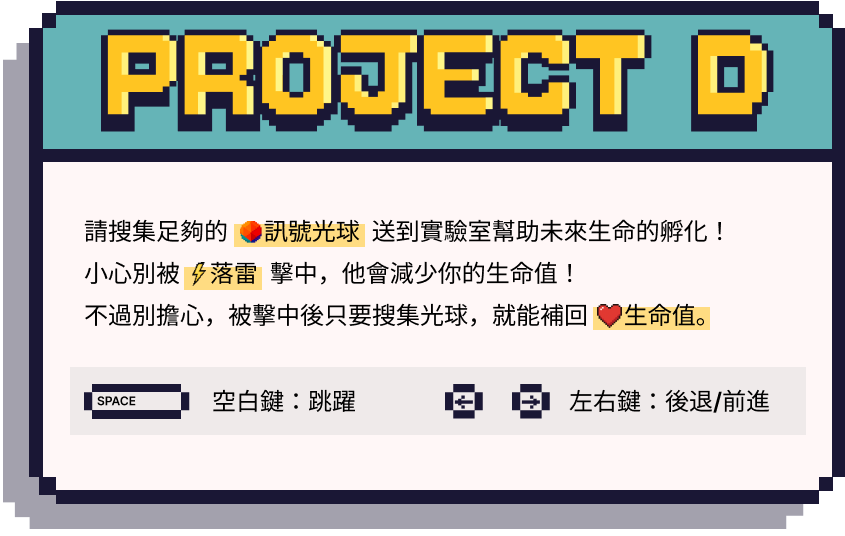 PROJECT D
請搜集足夠的 訊號光球 送到實驗室幫助未來生命的孵化！
小心別被 落雷 擊中，他會減少你的生命值！
不過別擔心，被擊中後只要搜集光球，就能補回 生命值。
SPACE 空白鍵：跳躍 左右鍵：後退/前進